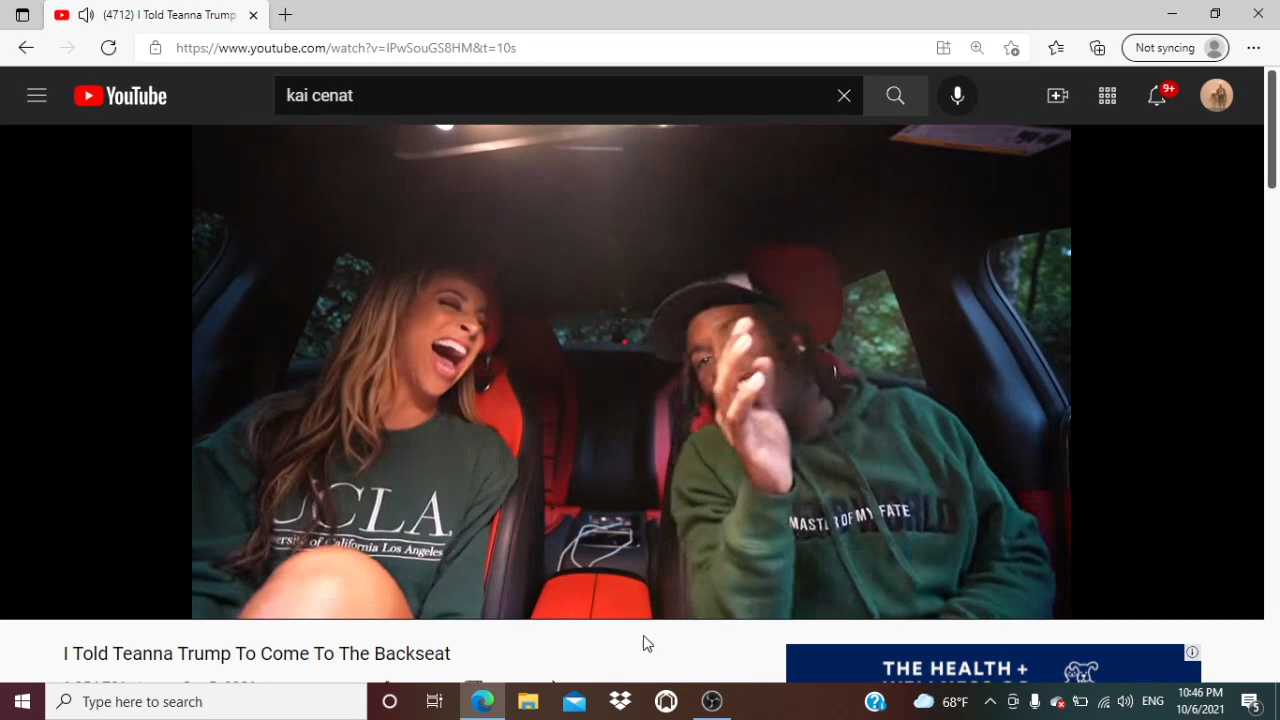 (4712) I Told Teanna Trump
https://www.youtube.com/watch?v=IPwSouGS8HM&t=10s
Not syncing
YouTube
kai cenat
9+
UCLA
University of California Los Angeles
MASTER OF MY FATE
I Told Teanna Trump To Come To The Backseat
THE HEALTH +
Type here to search
68°F
ENG
10:46 PM
10/6/2021
5